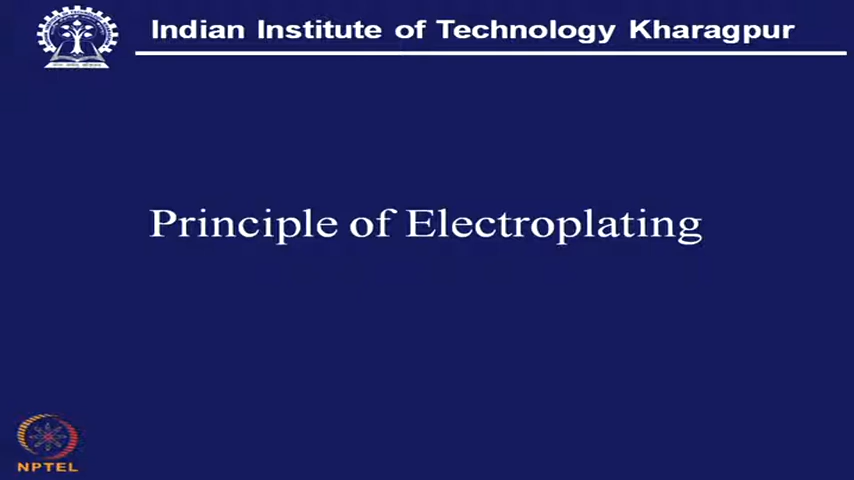 Indian Institute of Technology Kharagpur
Principle of Electroplating
NPTEL